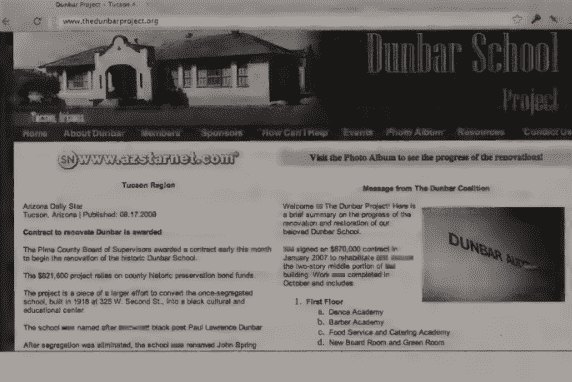 Dunbar Project - Tucson
www.thedunbarproject.org
Dunbar School
Project
Tucson, Arizona
Home About Dunbar Members Sponsors How Can I Help Events Photo Album Resources Contact Us
SN www.azstarnet.com
Visit the Photo Album to see the progress of the renovations!
Tucson Region
Arizona Daily Star
Tucson, Arizona | Published: 08.17.2009
Contract to renovate Dunbar is awarded
The Pima County Board of Supervisors awarded a contract early this month
to begin the renovation of the historic Dunbar School.
The $821,600 project relies on county historic preservation bond funds.
The project is a piece of a larger effort to convert the once-segregated
school, built in 1918 at 325 W. Second St., into a black cultural and
educational center.
The school was named after black poet Paul Lawrence Dunbar
After segregation was eliminated, the school was renamed John Spring
Message from The Dunbar Coalition
Welcome to The Dunbar Project! Here is
a brief summary on the progress of the
renovation and restoration of our
beloved Dunbar School.
signed an $870,000 contract in
January 2007 to rehabilitate
the two-story middle portion of
building. Work was completed in
October and includes
1. First Floor
a. Dance Academy
b. Barber Academy
c. Food Service and Catering Academy
d. New Board Room and Green Room
DUNBAR